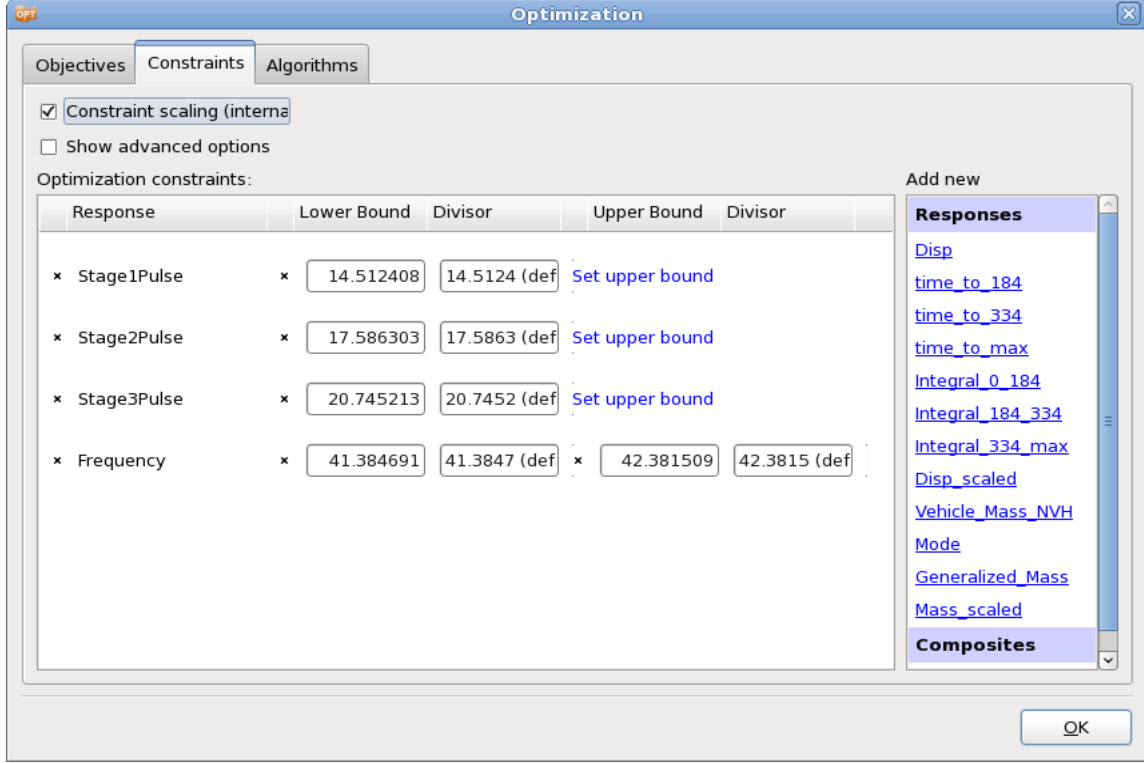 OPT Optimization
Objectives Constraints Algorithms
Constraint scaling (interna
Show advanced options
Optimization constraints:
Response Lower Bound Divisor Upper Bound Divisor
× Stage1Pulse × 14.512408 14.5124 (def Set upper bound
× Stage2Pulse × 17.586303 17.5863 (def Set upper bound
× Stage3Pulse × 20.745213 20.7452 (def Set upper bound
× Frequency × 41.384691 41.3847 (def × 42.381509 42.3815 (def
Add new
Responses
Disp
time_to_184
time_to_334
time_to_max
Integral_0_184
Integral_184_334
Integral_334_max
Disp_scaled
Vehicle_Mass_NVH
Mode
Generalized_Mass
Mass_scaled
Composites
OK